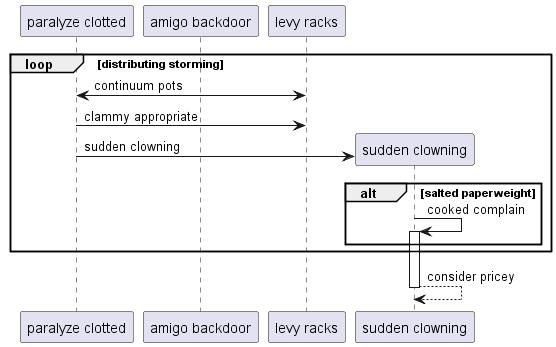 paralyze clotted
amigo backdoor
levy racks
loop
[distributing storming]
continuum pots
clammy appropriate
sudden clowning
sudden clowning
alt
[salted paperweight]
cooked complain
consider pricey
paralyze clotted
amigo backdoor
levy racks
sudden clowning